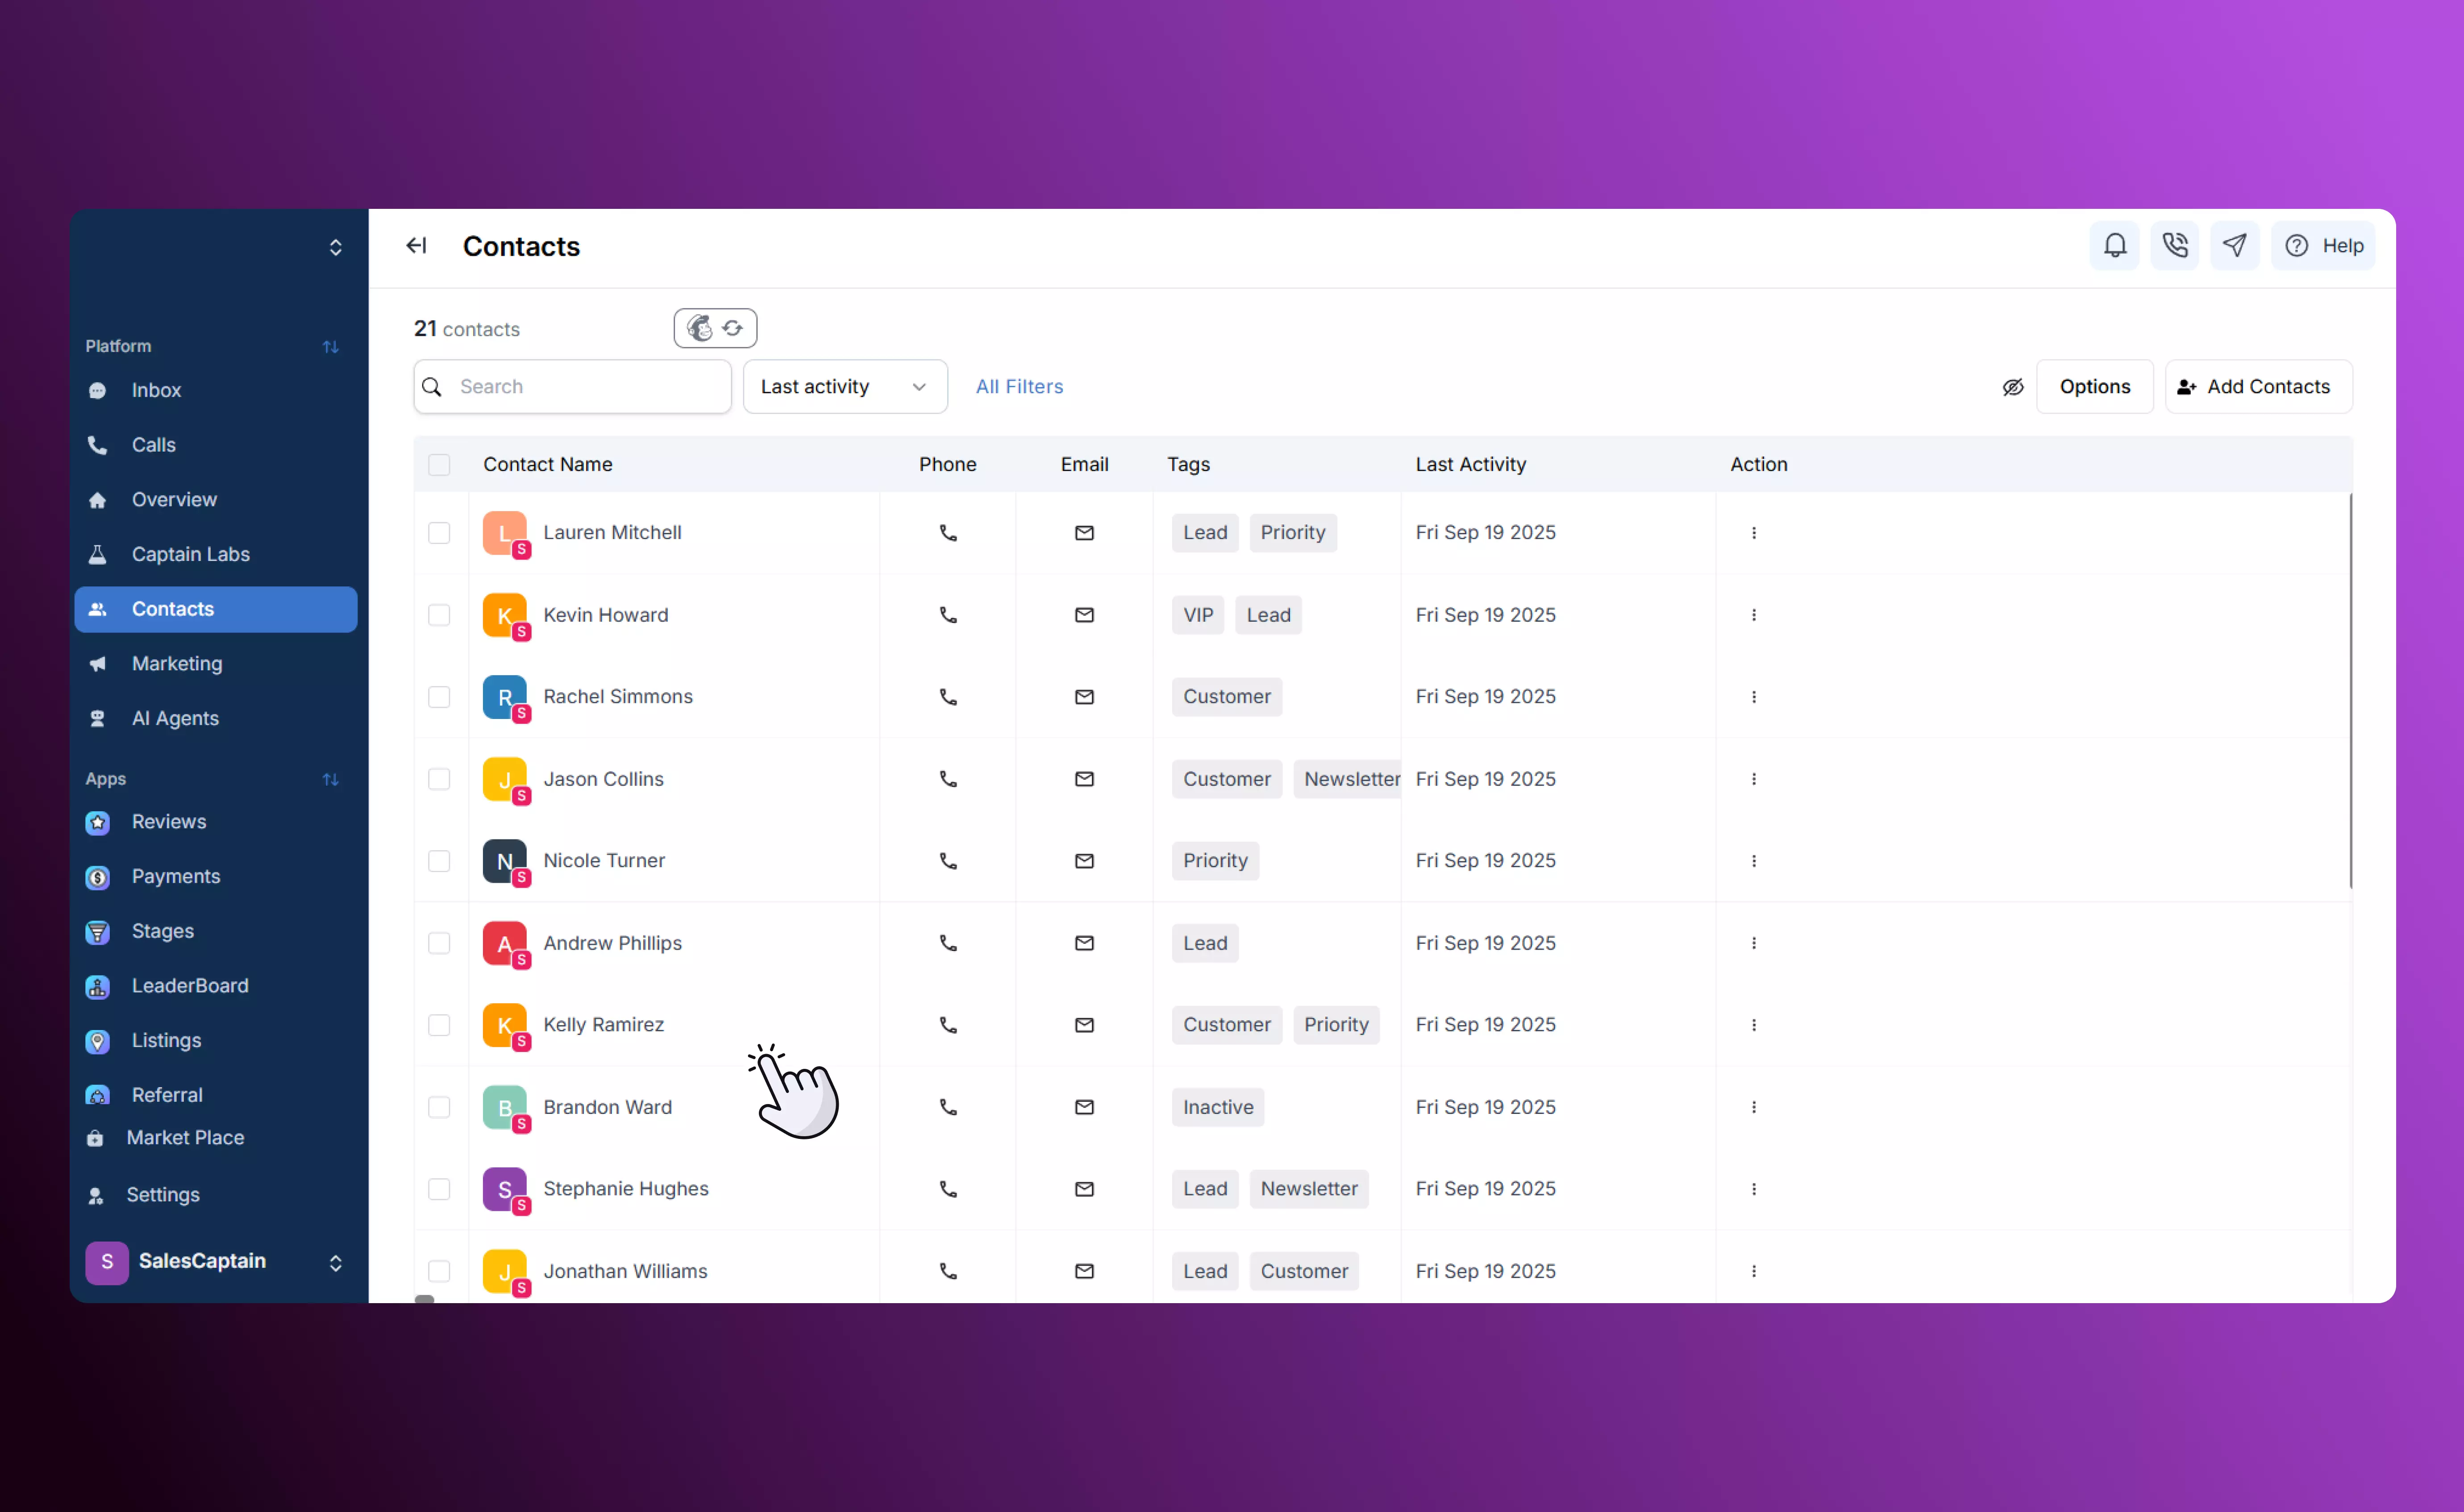 Contacts
Help
Platform
Inbox
Calls
Overview
Captain Labs
Contacts
Marketing
AI Agents
Apps
Reviews
Payments
Stages
LeaderBoard
Listings
Referral
Market Place
Settings
S SalesCaptain
21 contacts
Search
Last activity
All Filters
Options
Add Contacts
Contact Name Phone Email Tags Last Activity Action
L S Lauren Mitchell Lead Priority Fri Sep 19 2025
K S Kevin Howard VIP Lead Fri Sep 19 2025
R S Rachel Simmons Customer Fri Sep 19 2025
J S Jason Collins Customer Newsletter Fri Sep 19 2025
N S Nicole Turner Priority Fri Sep 19 2025
A S Andrew Phillips Lead Fri Sep 19 2025
K S Kelly Ramirez Customer Priority Fri Sep 19 2025
B S Brandon Ward Inactive Fri Sep 19 2025
S S Stephanie Hughes Lead Newsletter Fri Sep 19 2025
J S Jonathan Williams Lead Customer Fri Sep 19 2025